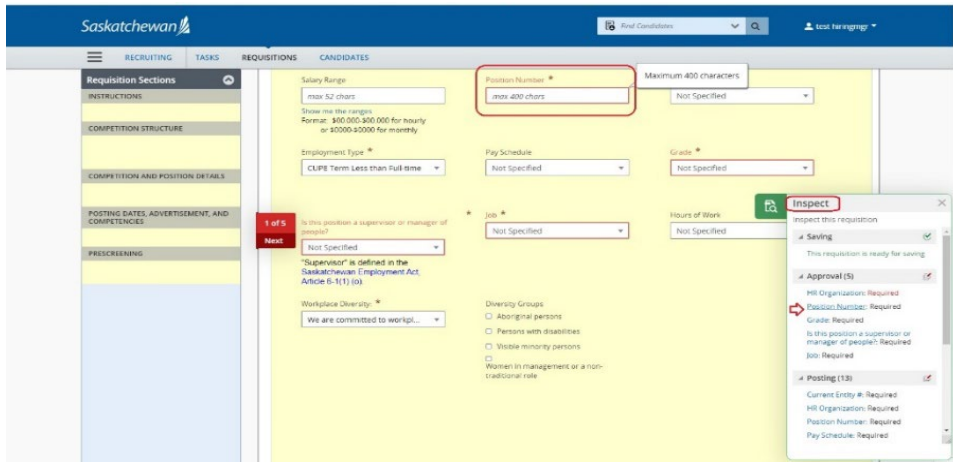 Saskatchewan
Find Candidates
test hiringmgr
RECRUITING TASKS REQUISITIONS CANDIDATES
Requisition Sections
INSTRUCTIONS
COMPETITION STRUCTURE
COMPETITION AND POSITION DETAILS
POSTING DATES, ADVERTISEMENT, AND
COMPETENCIES
PRESCREENING
Salary Range
max 52 chars
Show me the ranges
Format: $00.000-$00.000 for hourly
or $0000-$0000 for monthly
Position Number *
max 400 chars
Maximum 400 characters
Not Specified
Employment Type *
CUPE Term Less than Full-time
Pay Schedule
Not Specified
Grade *
Not Specified
1 of 5
Next
Is this position a supervisor or manager of *
people?
Not Specified
"Supervisor" is defined in the
Saskatchewan Employment Act,
Article 6-1(1) (o).
Job *
Not Specified
Hours of Work
Not Specified
Workplace Diversity: *
We are committed to workpl...
Diversity Groups
Aboriginal persons
Persons with disabilities
Visible minority persons
Women in management or a non-
traditional role
Inspect
Inspect this requisition
Saving
This requisition is ready for saving
Approval (5)
HR Organization: Required
Position Number: Required
Grade: Required
Is this position a supervisor or
manager of people?: Required
Job: Required
Posting (13)
Current Entity #: Required
HR Organization: Required
Position Number: Required
Pay Schedule: Required